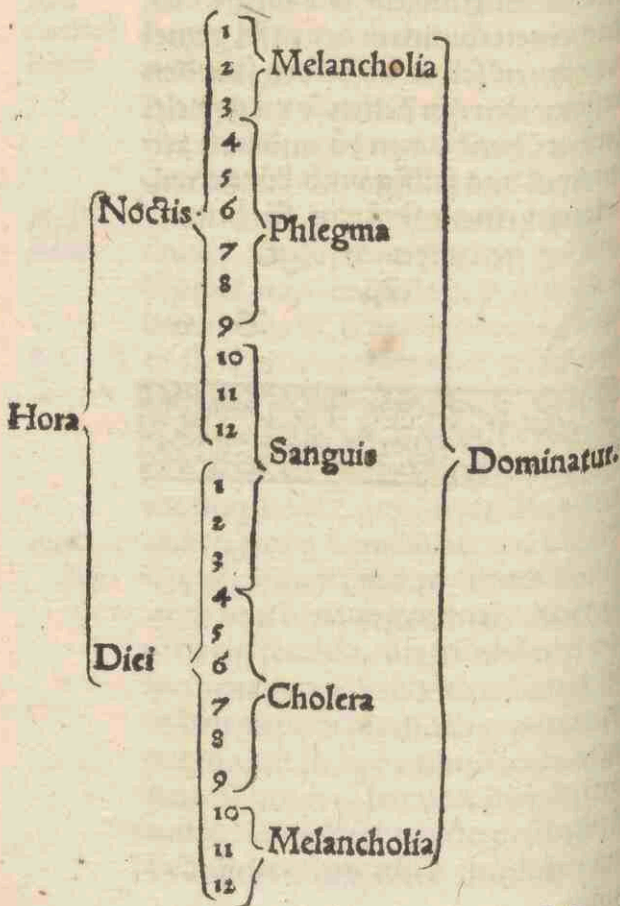 1
2 Melancholia
3
4
5
Noctis. 6
7 Phlegma
8
9
10
11
Hora 12
Sanguis Dominatur.
1
2
3
4
5
Diei 6
7 Cholera
8
9
10
11 Melancholia
12